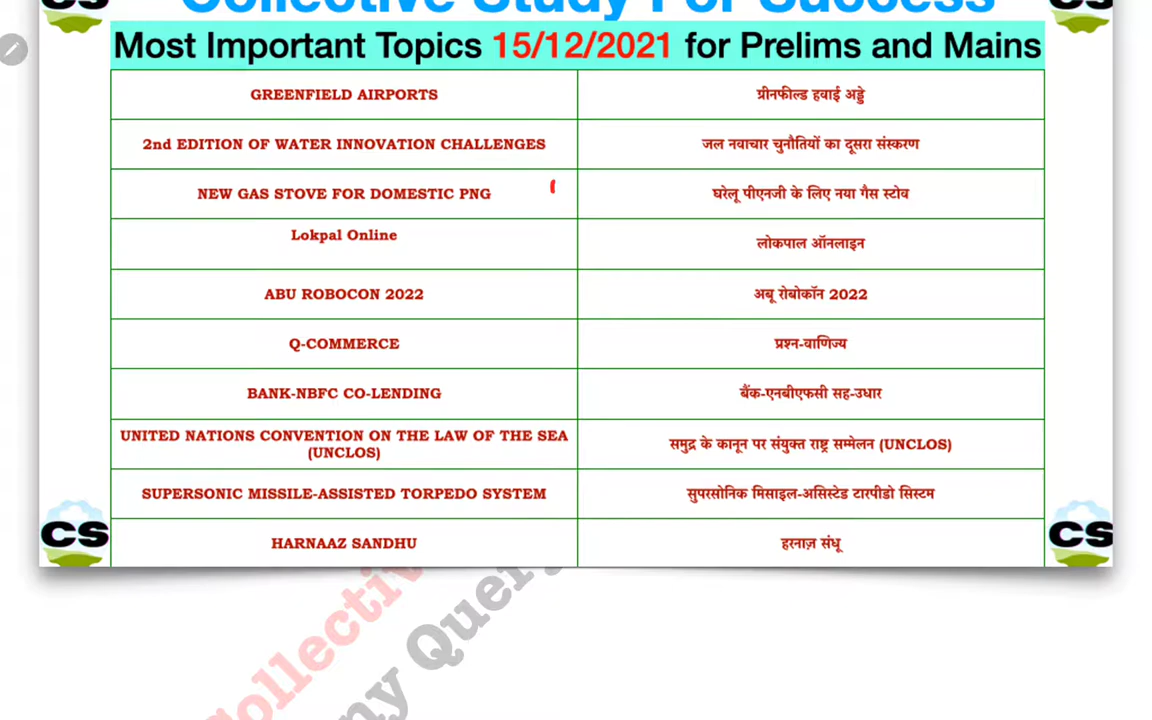 CS
Collective Study For Success
CS
Most Important Topics 15/12/2021 for Prelims and Mains
GREENFIELD AIRPORTS
ग्रीनफील्ड हवाई अड्डे
2nd EDITION OF WATER INNOVATION CHALLENGES
जल नवाचार चुनौतियों का दूसरा संस्करण
NEW GAS STOVE FOR DOMESTIC PNG
घरेलू पीएनजी के लिए नया गैस स्टोव
Lokpal Online
लोकपाल ऑनलाइन
ABU ROBOCON 2022
अबू रोबोकॉन 2022
Q-COMMERCE
प्रश्न-वाणिज्य
BANK-NBFC CO-LENDING
बैंक-एनबीएफसी सह-उधार
UNITED NATIONS CONVENTION ON THE LAW OF THE SEA
(UNCLOS)
समुद्र के कानून पर संयुक्त राष्ट्र सम्मेलन (UNCLOS)
SUPERSONIC MISSILE-ASSISTED TORPEDO SYSTEM
सुपरसोनिक मिसाइल-असिस्टेड टारपीडो सिस्टम
CS
CS
HARNAAZ SANDHU
हरनाज़ संधू